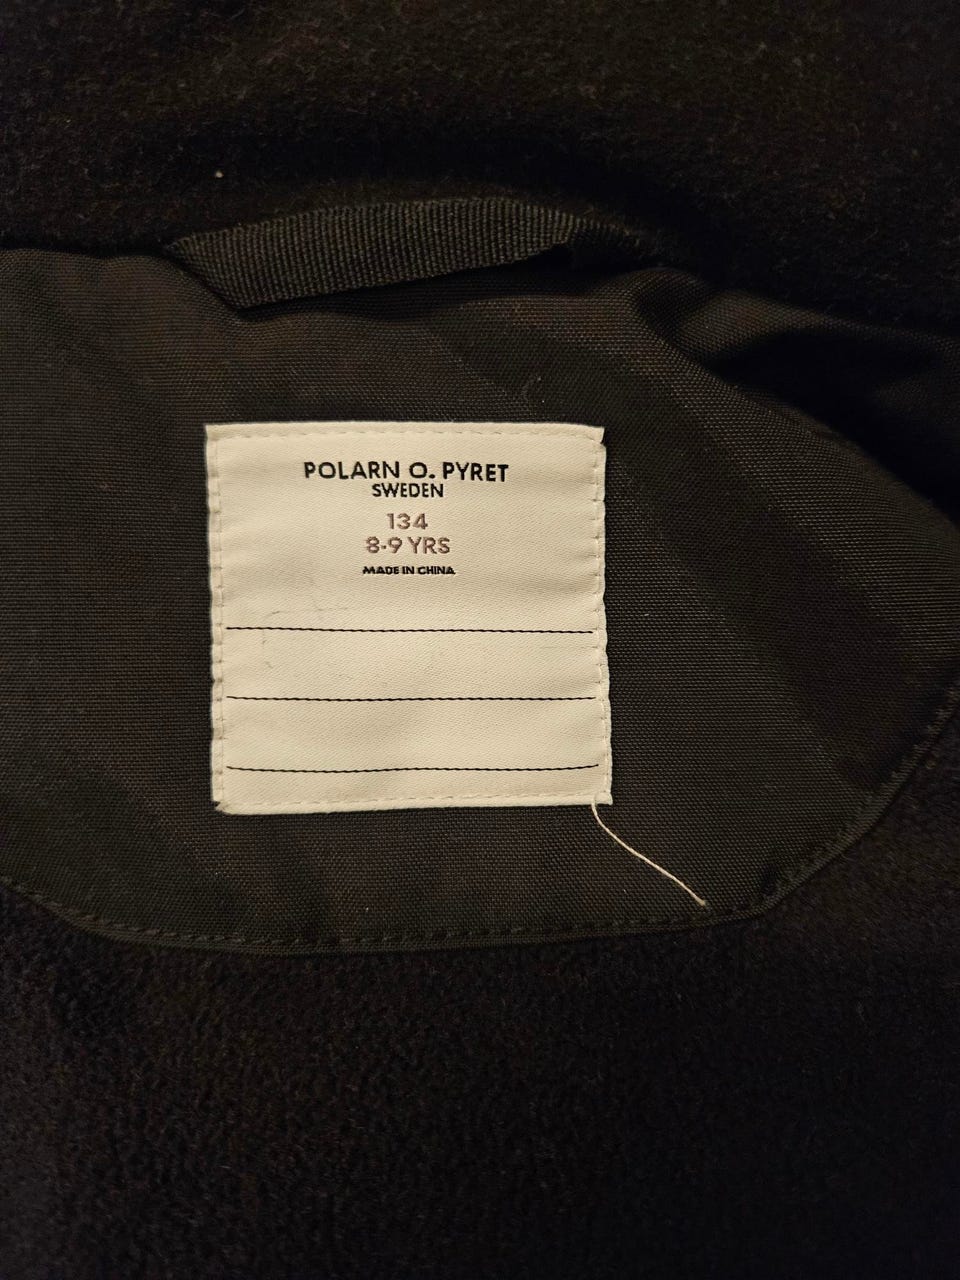 POLARN O. PYRET
SWEDEN
134
8-9 YRS
MADE IN CHINA